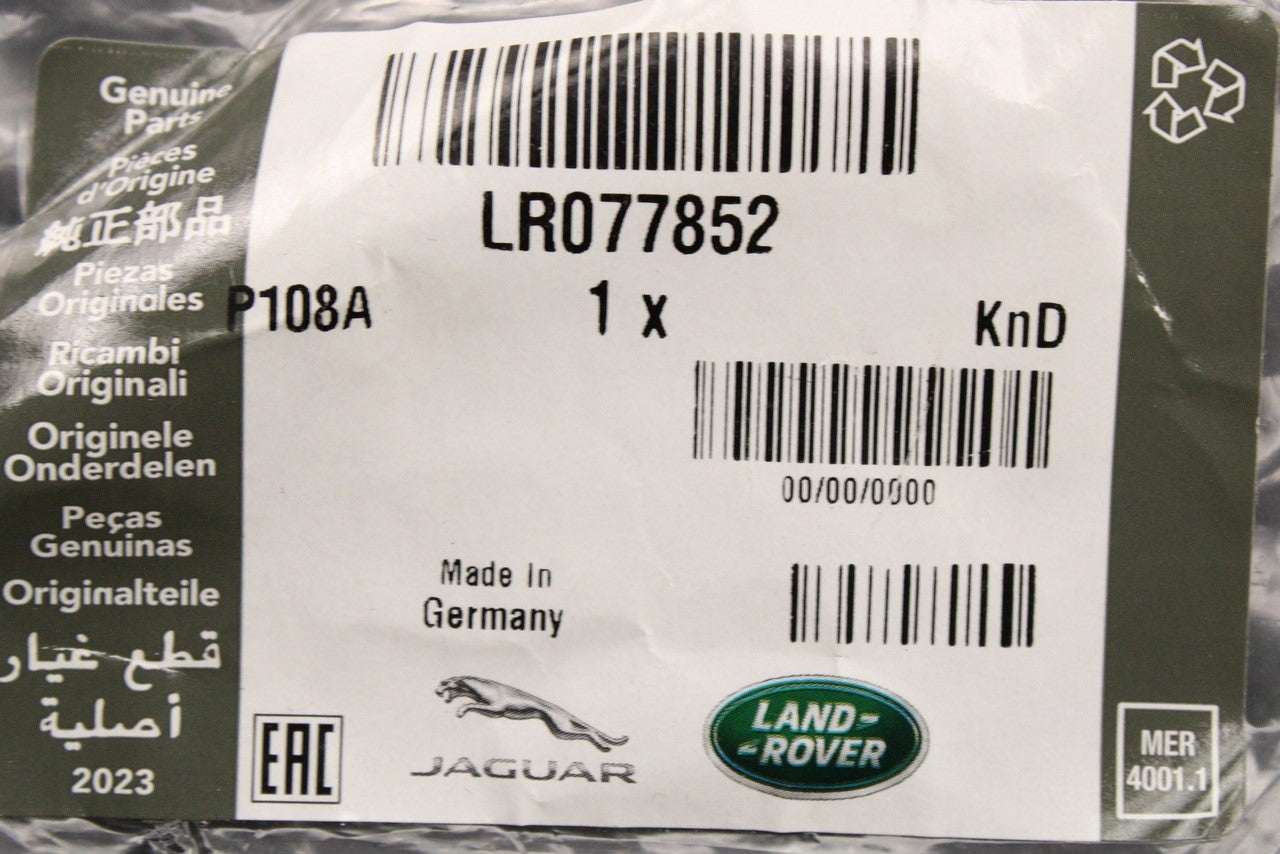 Genuine
Parts
Pièces
d'Origine
純正部品
Piezas
Originales
Ricambi
Originali
Originele
Onderdelen
Peças
Genuinas
Originalteile
قطع غيار
أصلية
2023
LR077852
P108A 1 x KnD
00/00/0000
Made In
Germany
EAC
JAGUAR
LAND-
-ROVER
MER
4001.1